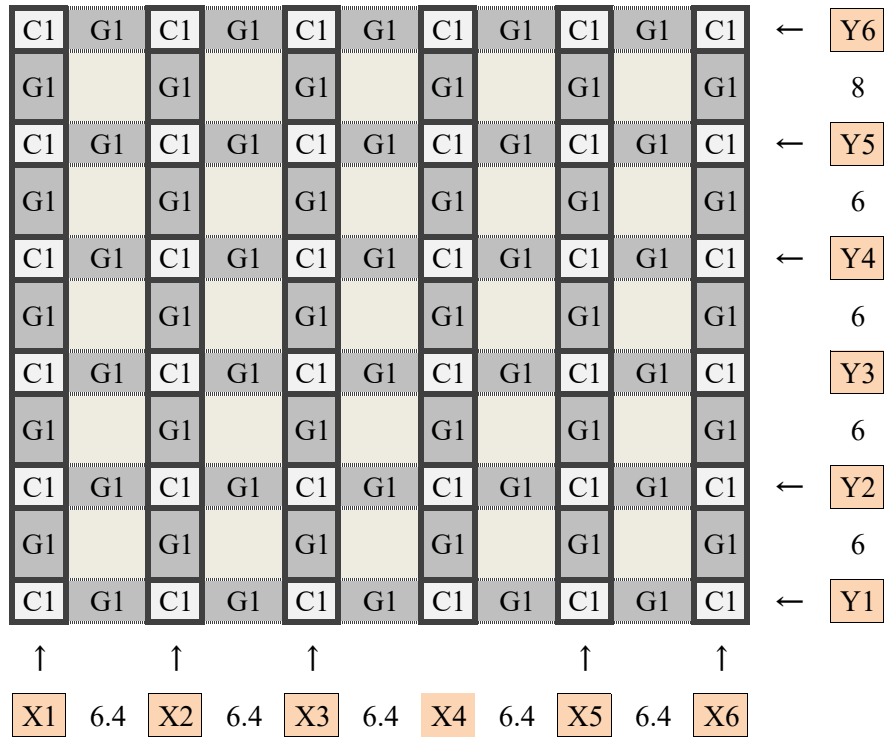 C1 G1 C1 G1 C1 G1 C1 G1 C1 G1 C1 ← Y6
G1 G1 G1 G1 G1 G1 8
C1 G1 C1 G1 C1 G1 C1 G1 C1 G1 C1 ← Y5
G1 G1 G1 G1 G1 G1 6
C1 G1 C1 G1 C1 G1 C1 G1 C1 G1 C1 ← Y4
G1 G1 G1 G1 G1 G1 6
C1 G1 C1 G1 C1 G1 C1 G1 C1 G1 C1 Y3
G1 G1 G1 G1 G1 G1 6
C1 G1 C1 G1 C1 G1 C1 G1 C1 G1 C1 ← Y2
G1 G1 G1 G1 G1 G1 6
C1 G1 C1 G1 C1 G1 C1 G1 C1 G1 C1 ← Y1
↑ ↑ ↑ ↑ ↑
X1 6.4 X2 6.4 X3 6.4 X4 6.4 X5 6.4 X6